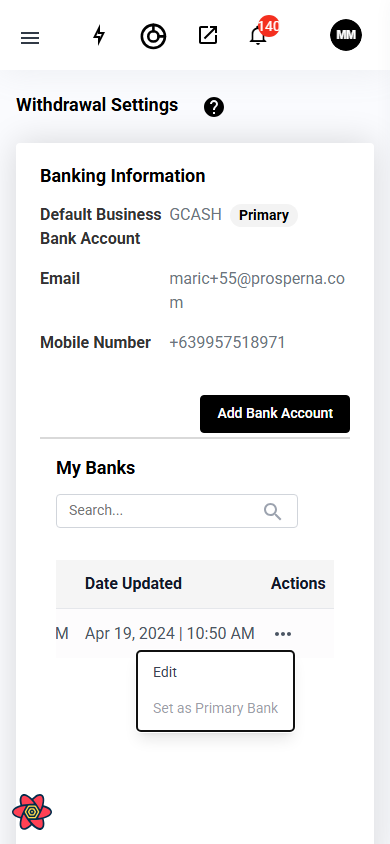 140
MM
Withdrawal Settings
Banking Information
Default Business Bank Account GCASH Primary
Email maric+55@prosperna.com
Mobile Number +639957518971
Add Bank Account
My Banks
Search...
Date Updated Actions
M Apr 19, 2024 | 10:50 AM
Edit
Set as Primary Bank